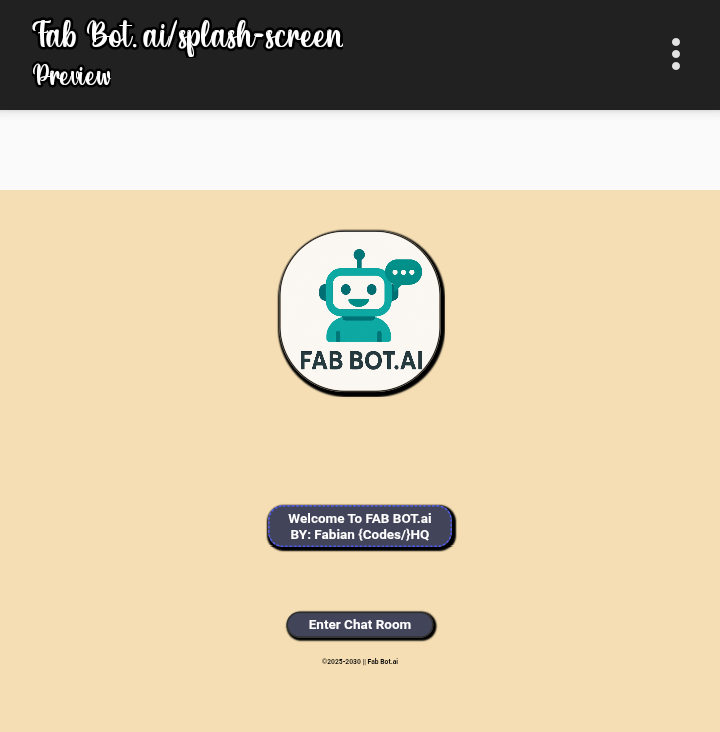 Fab Bot. ai/splash-screen
Preview
FAB BOT.AI
Welcome To FAB BOT.ai
BY: Fabian {Codes/}HQ
Enter Chat Room
©2025-2030 || Fab Bot.ai